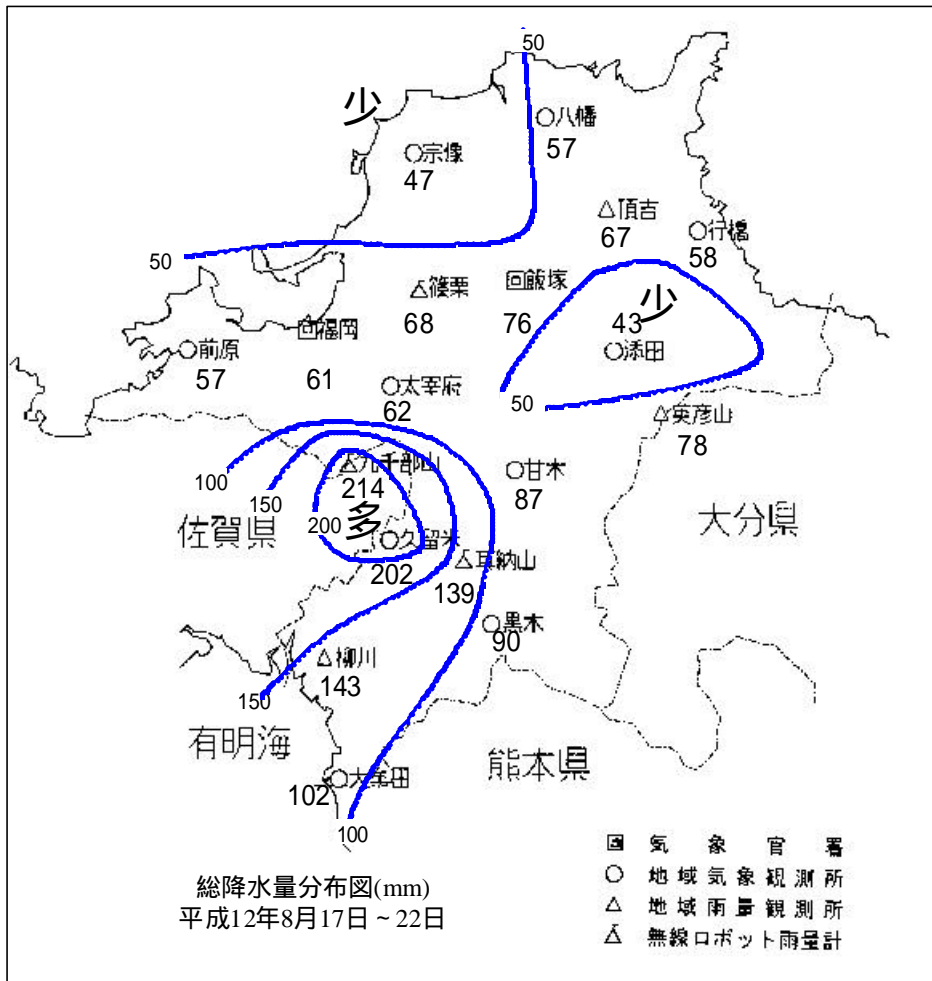 50
少
八幡
57
宗像
47
頂吉
67
行橋
58
50
篠栗
68
飯塚
76
少
43
添田
福岡
61
前原
57
太宰府
62
50
英彦山
78
100
150
九千部山
214
甘木
87
佐賀県
200
多
久留米
202
耳納山
139
大分県
黒木
90
柳川
143
150
有明海
熊本県
大牟田
102
100
総降水量分布図(mm)
平成12年8月17日~22日
気象官署
地域気象観測所
地域雨量観測所
無線ロボット雨量計